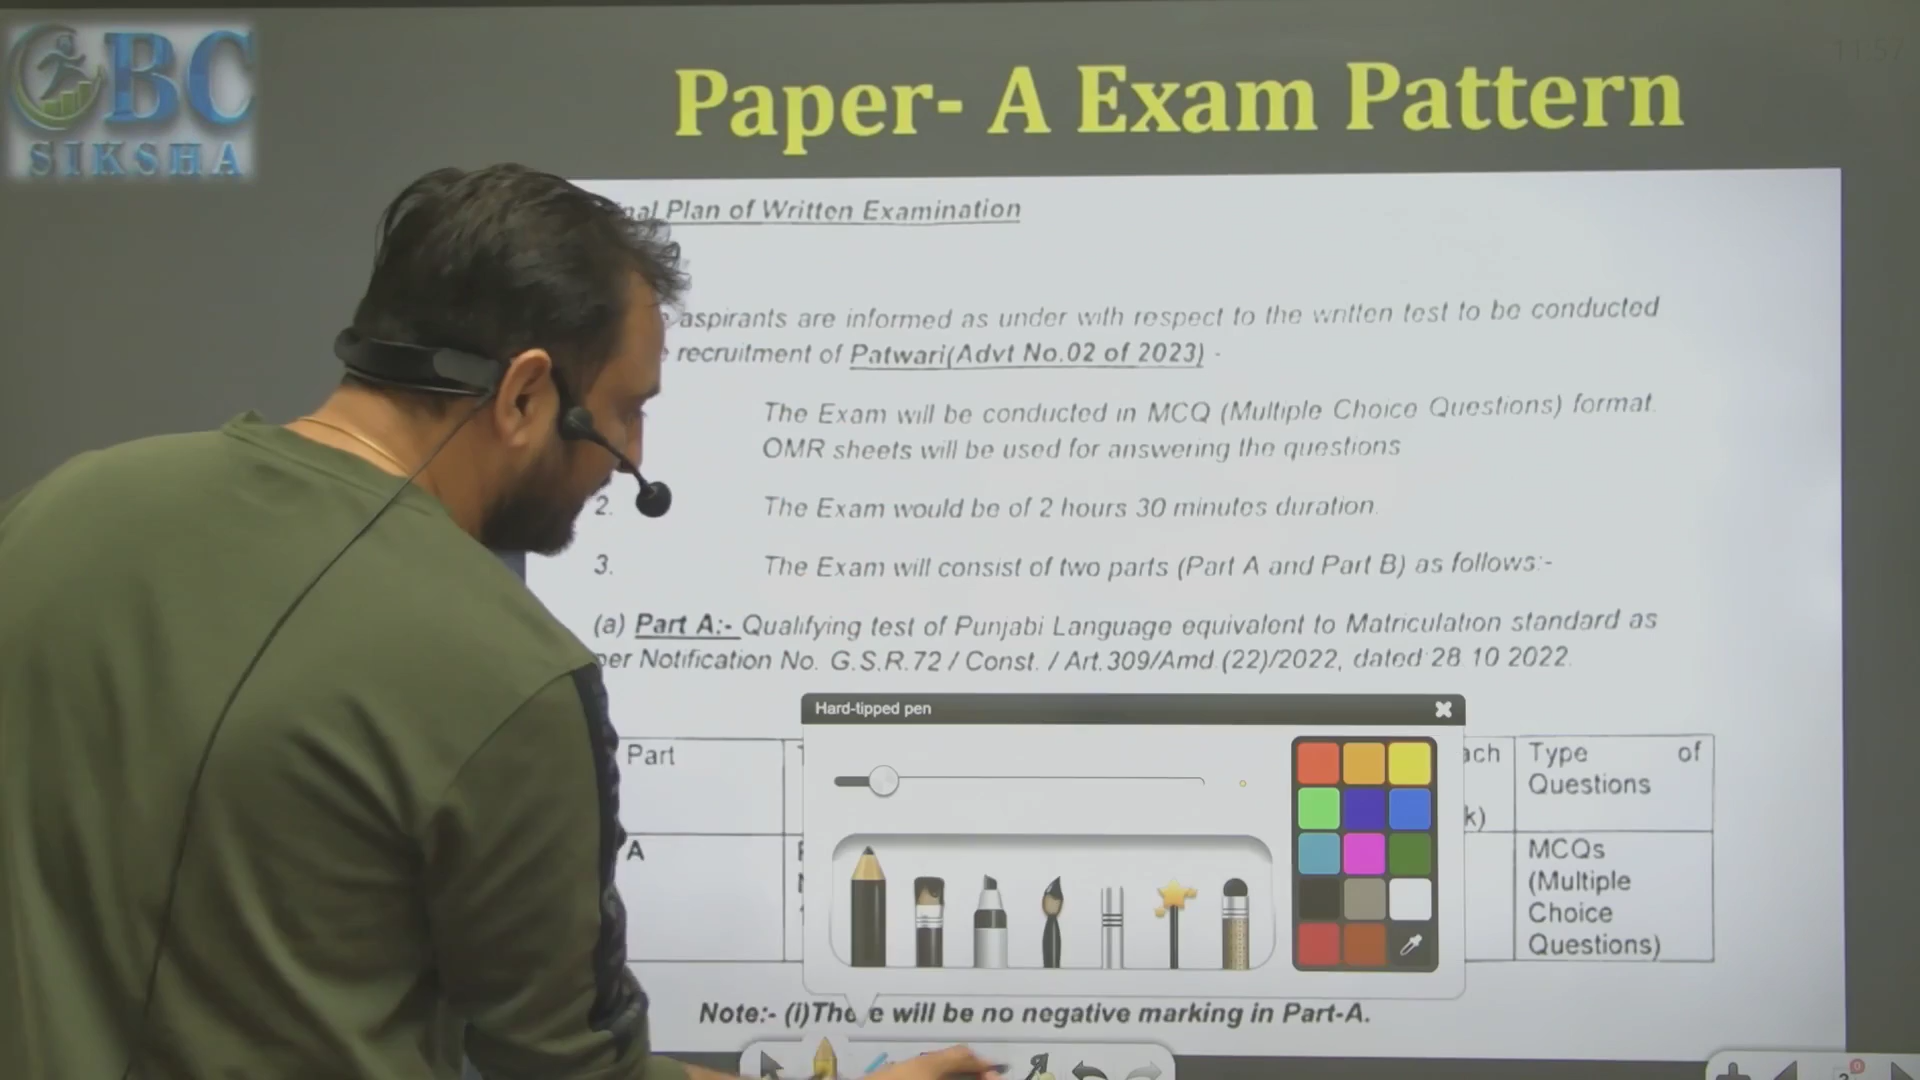 BC
SIKSHA
11:57
Paper- A Exam Pattern
Plan of Written Examination
aspirants are informed as under with respect to the written test to be conducted
recruitment of Patwari(Advt No.02 of 2023) -
The Exam will be conducted in MCQ (Multiple Choice Questions) format.
OMR sheets will be used for answering the questions
2. The Exam would be of 2 hours 30 minutes duration.
3. The Exam will consist of two parts (Part A and Part B) as follows:-
(a) Part A:- Qualifying test of Punjabi Language equivalent to Matriculation standard as
per Notification No. G.S.R.72 / Const. / Art.309/Amd.(22)/2022, dated 28.10.2022.
Hard-tipped pen
Part
Type of
Questions
k)
A
MCQs
(Multiple
Choice
Questions)
Note:- (i)There will be no negative marking in Part-A.